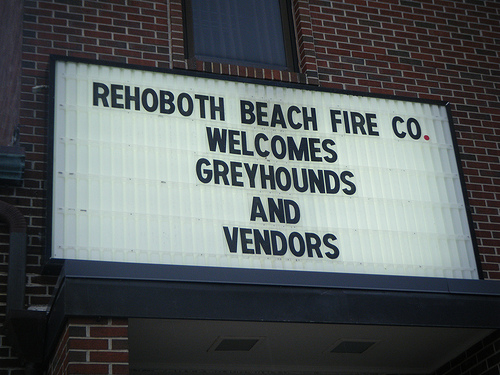 REHOBOTH BEACH FIRE CO.
WELCOMES
GREYHOUNDS
AND
VENDORS